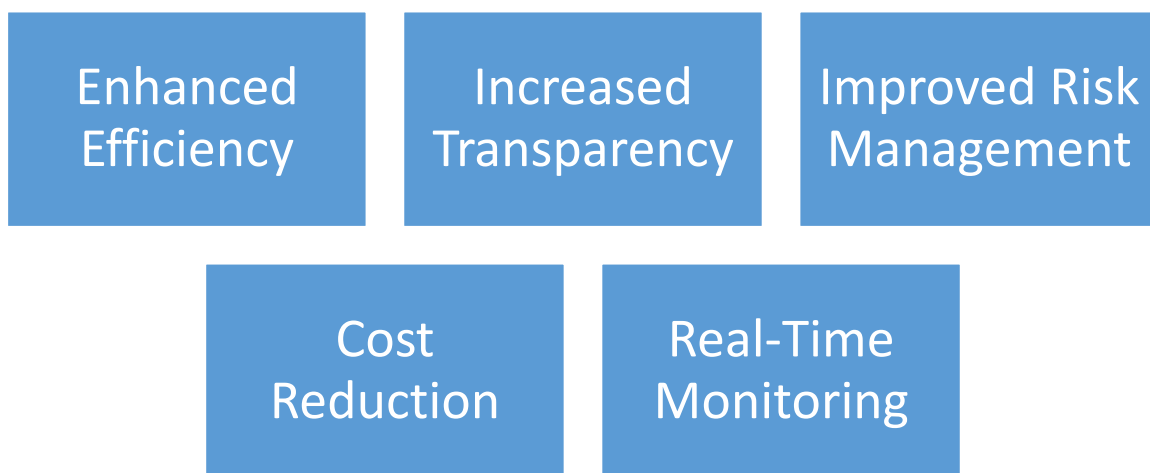 Enhanced
Efficiency
Increased
Transparency
Improved Risk
Management
Cost
Reduction
Real-Time
Monitoring